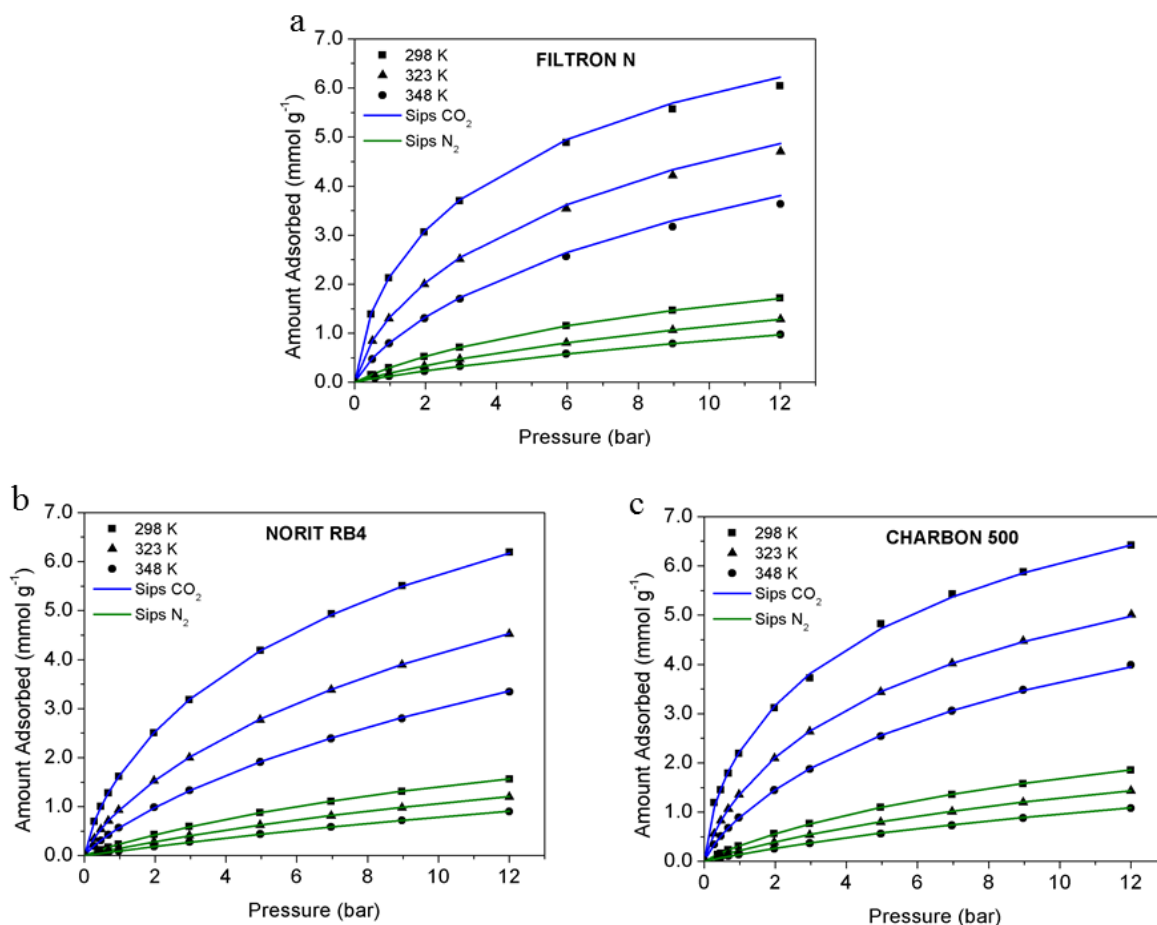 a
FILTRON N
298 K
323 K
348 K
Sips CO₂
Sips N₂
Amount Adsorbed (mmol g⁻¹)
7.0
6.0
5.0
4.0
3.0
2.0
1.0
0.0
0 2 4 6 8 10 12
Pressure (bar)
b
NORIT RB4
298 K
323 K
348 K
Sips CO₂
Sips N₂
Amount Adsorbed (mmol g⁻¹)
7.0
6.0
5.0
4.0
3.0
2.0
1.0
0.0
0 2 4 6 8 10 12
Pressure (bar)
c
CHARBON 500
298 K
323 K
348 K
Sips CO₂
Sips N₂
Amount Adsorbed (mmol g⁻¹)
7.0
6.0
5.0
4.0
3.0
2.0
1.0
0.0
0 2 4 6 8 10 12
Pressure (bar)